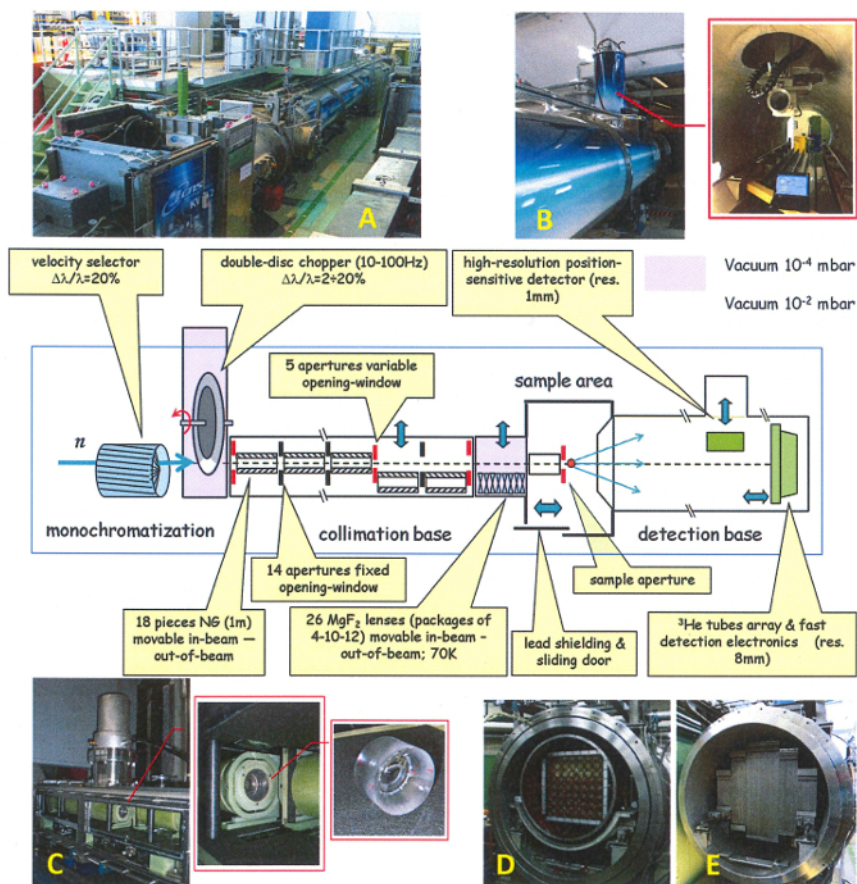 A
B
velocity selector
Δλ/λ=20%
double-disc chopper (10-100Hz)
Δλ/λ=2÷20%
high-resolution position-
sensitive detector (res.
1mm)
Vacuum 10⁻⁴ mbar
Vacuum 10⁻² mbar
5 apertures variable
opening-window
sample area
n
monochromatization
collimation base
detection base
14 apertures fixed
opening-window
sample aperture
18 pieces NG (1m)
movable in-beam —
out-of-beam
26 MgF₂ lenses (packages of
4-10-12) movable in-beam -
out-of-beam; 70K
lead shielding &
sliding door
³He tubes array & fast
detection electronics (res.
8mm)
C
D
E